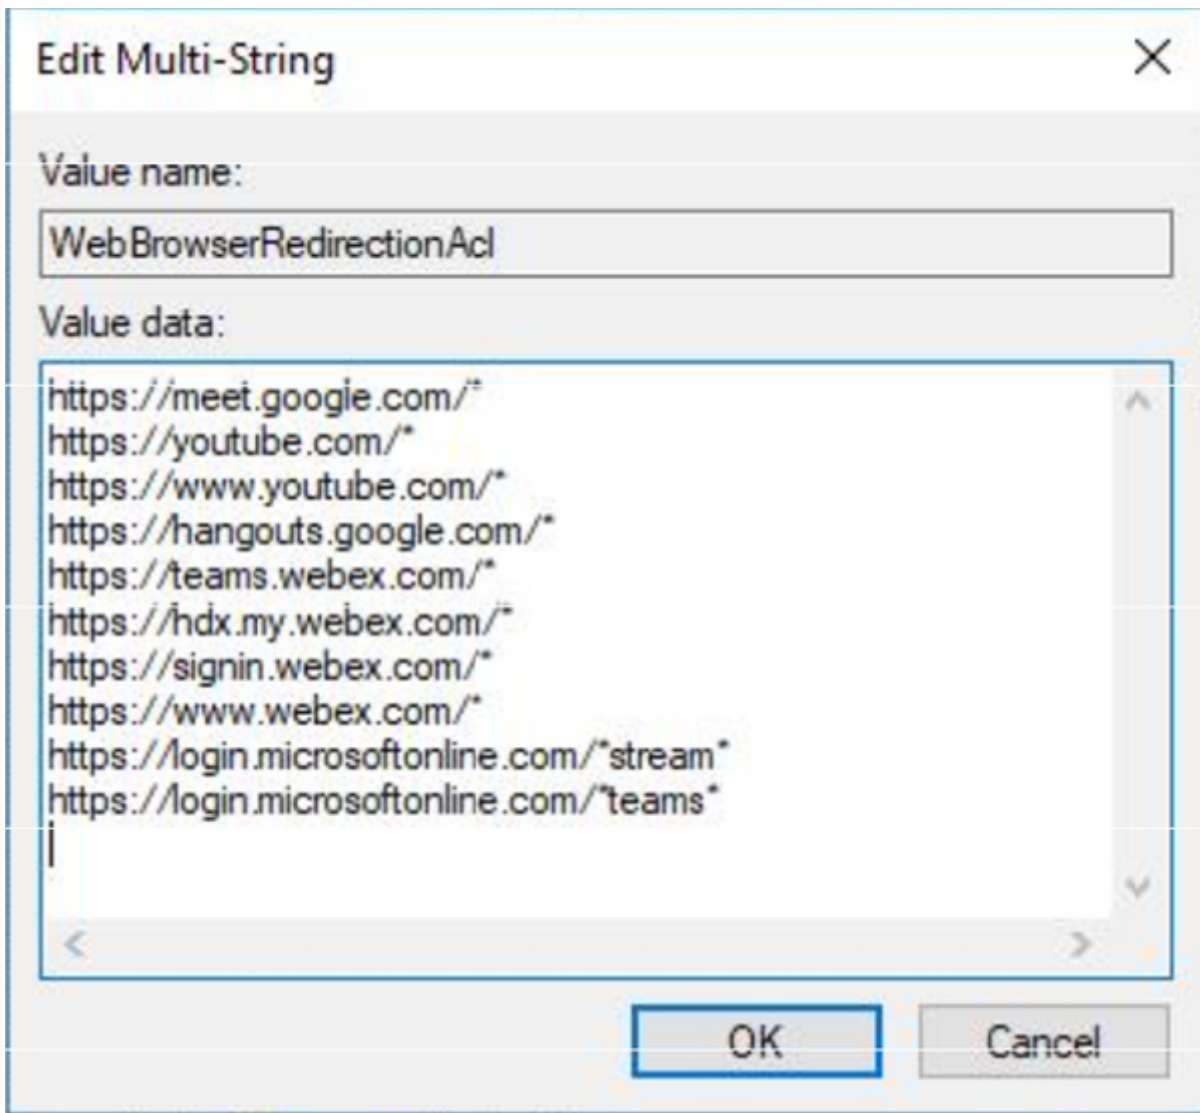 Edit Multi-String
Value name:
WebBrowserRedirectionAcl
Value data:
https://meet.google.com/*
https://youtube.com/*
https://www.youtube.com/*
https://hangouts.google.com/*
https://teams.webex.com/*
https://hdx.my.webex.com/*
https://signin.webex.com/*
https://www.webex.com/*
https://login.microsoftonline.com/*stream*
https://login.microsoftonline.com/*teams*
OK
Cancel